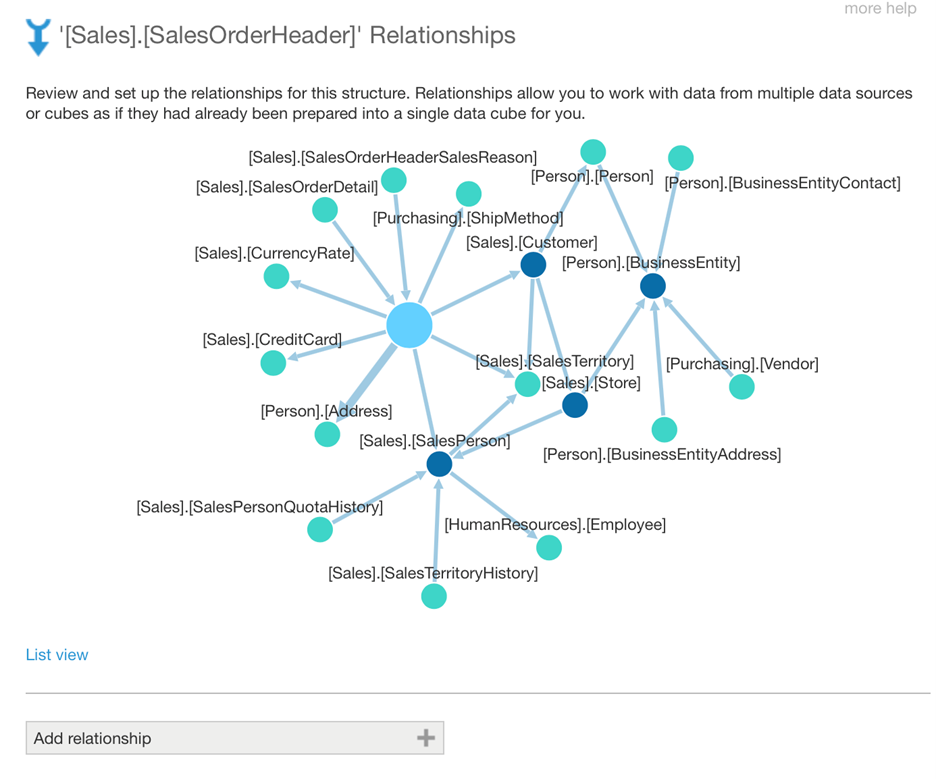 more help
'[Sales].[SalesOrderHeader]' Relationships
Review and set up the relationships for this structure. Relationships allow you to work with data from multiple data sources
or cubes as if they had already been prepared into a single data cube for you.
[Sales].[SalesOrderHeaderSalesReason]
[Person].[Person]
[Person].[BusinessEntityContact]
[Sales].[SalesOrderDetail]
[Purchasing].[ShipMethod]
[Sales].[Customer]
[Sales].[CurrencyRate]
[Person].[BusinessEntity]
[Sales].[CreditCard]
[Sales].[SalesTerritory]
[Purchasing].[Vendor]
[Sales].[Store]
[Person].[Address]
[Sales].[SalesPerson]
[Person].[BusinessEntityAddress]
[Sales].[SalesPersonQuotaHistory]
[HumanResources].[Employee]
[Sales].[SalesTerritoryHistory]
List view
Add relationship